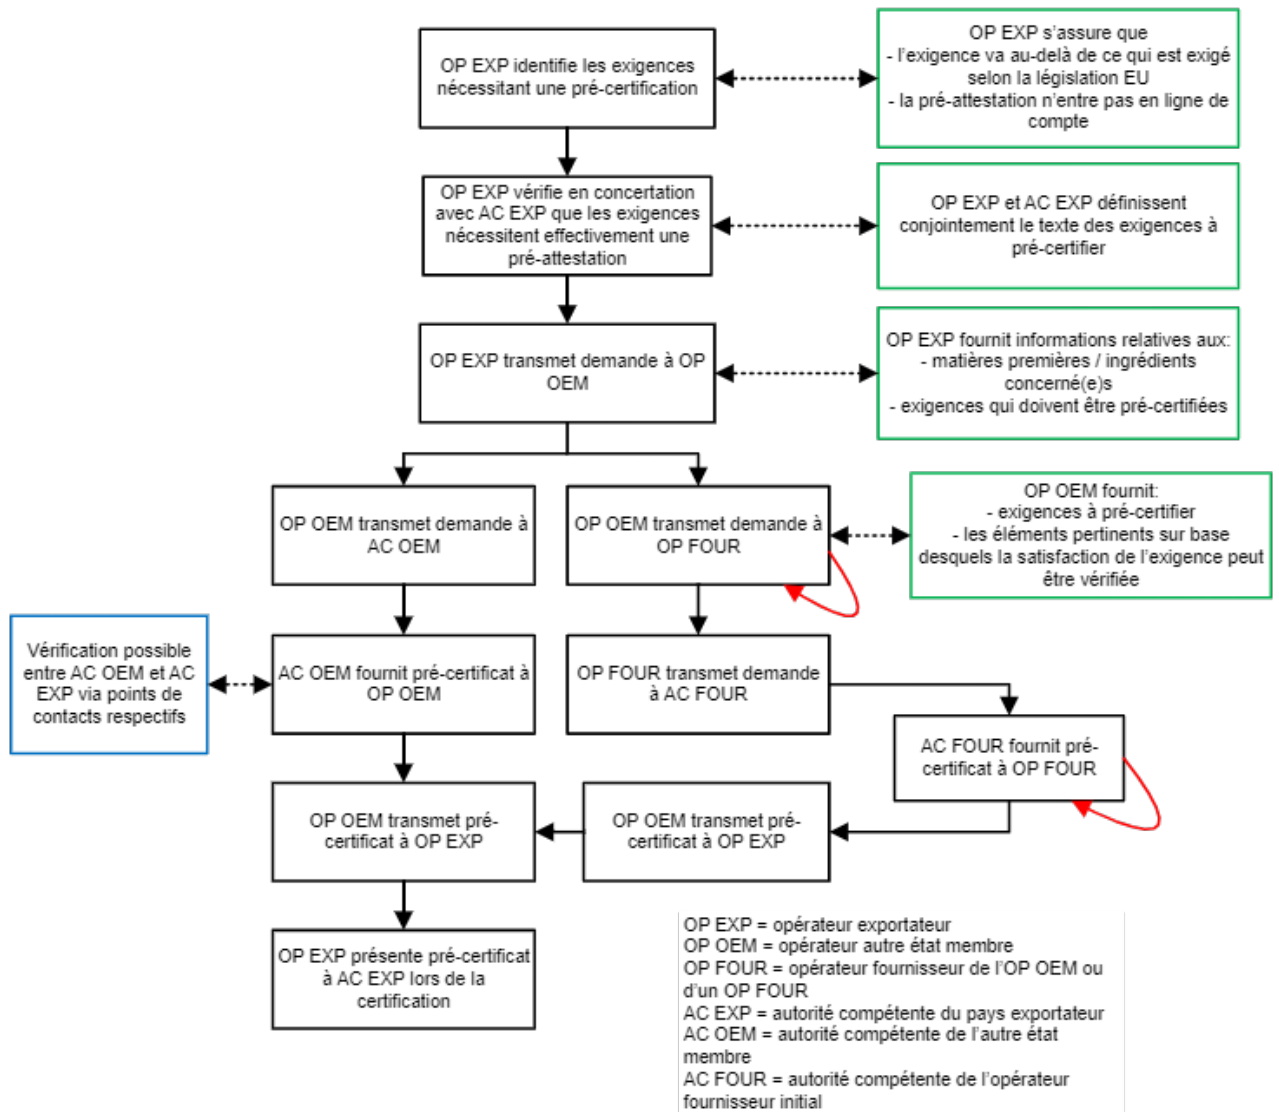 OP EXP identifie les exigences
nécessitant une pré-certification
OP EXP s'assure que
- l'exigence va au-delà de ce qui est exigé
selon la législation EU
- la pré-attestation n'entre pas en ligne de
compte
OP EXP vérifie en concertation
avec AC EXP que les exigences
nécessitent effectivement une
pré-attestation
OP EXP et AC EXP définissent
conjointement le texte des exigences à
pré-certifier
OP EXP transmet demande à OP
OEM
OP EXP fournit informations relatives aux:
- matières premières / ingrédients
concerné(e)s
- exigences qui doivent être pré-certifiées
OP OEM transmet demande à
AC OEM
OP OEM transmet demande à
OP FOUR
OP OEM fournit:
- exigences à pré-certifier
- les éléments pertinents sur base
desquels la satisfaction de l'exigence peut
être vérifiée
Vérification possible
entre AC OEM et AC
EXP via points de
contacts respectifs
AC OEM fournit pré-certificat à
OP OEM
OP FOUR transmet demande
à AC FOUR
AC FOUR fournit pré-
certificat à OP FOUR
OP OEM transmet pré-
certificat à OP EXP
OP OEM transmet pré-
certificat à OP EXP
OP EXP présente pré-certificat
à AC EXP lors de la
certification
OP EXP = opérateur exportateur
OP OEM = opérateur autre état membre
OP FOUR = opérateur fournisseur de l'OP OEM ou
d'un OP FOUR
AC EXP = autorité compétente du pays exportateur
AC OEM = autorité compétente de l'autre état
membre
AC FOUR = autorité compétente de l'opérateur
fournisseur initial